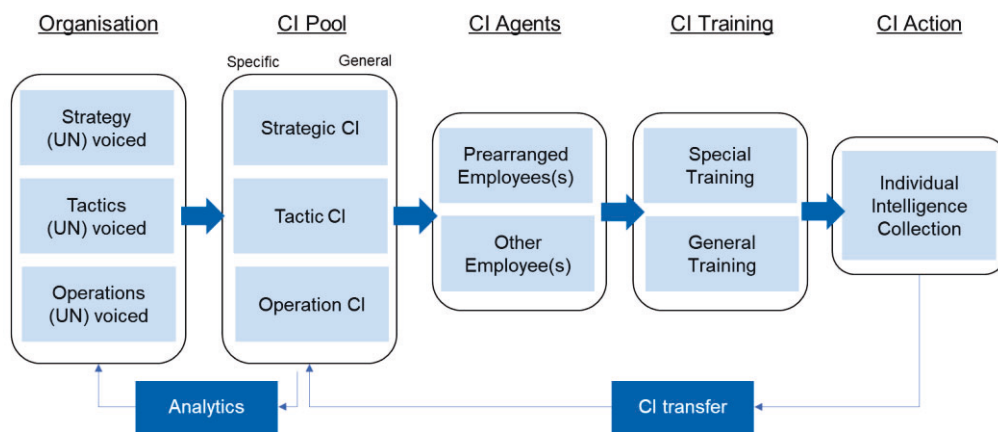 Organisation
CI Pool
CI Agents
CI Training
CI Action
Specific
General
Strategy
(UN) voiced
Tactics
(UN) voiced
Operations
(UN) voiced
Strategic CI
Tactic CI
Operation CI
Prearranged
Employees(s)
Other
Employee(s)
Special
Training
General
Training
Individual
Intelligence
Collection
Analytics
CI transfer